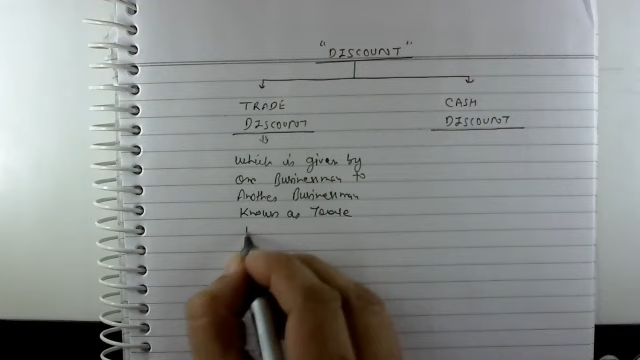 "DISCOUNT"
TRADE
DISCOUNT
CASH
DISCOUNT
Which is given by
One Businessman to
Another Businessman
Known as Trade